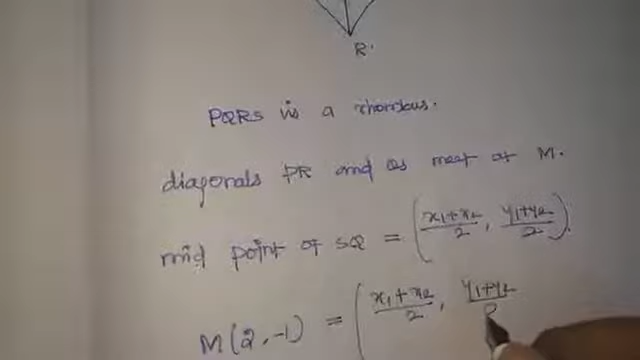 R.
PQRS is a rhombus.
diagonals PR and QS meet at M.
mid point of SQ = (x₁+x₂/2, y₁+y₂/2).
M(2,-1) = (x₁+x₂/2, y₁+y₂/2